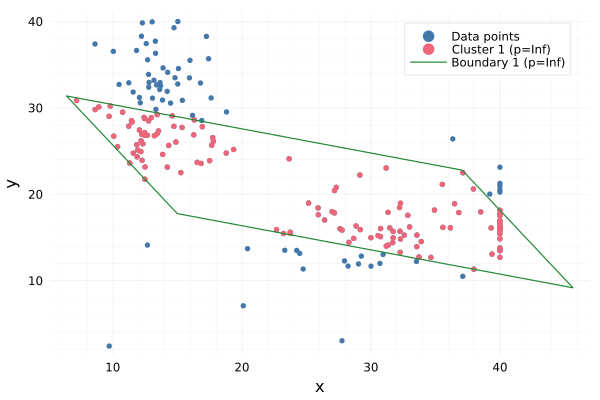 40
30
20
10
y
Data points
Cluster 1 (p=Inf)
Boundary 1 (p=Inf)
10 20 30 40
x